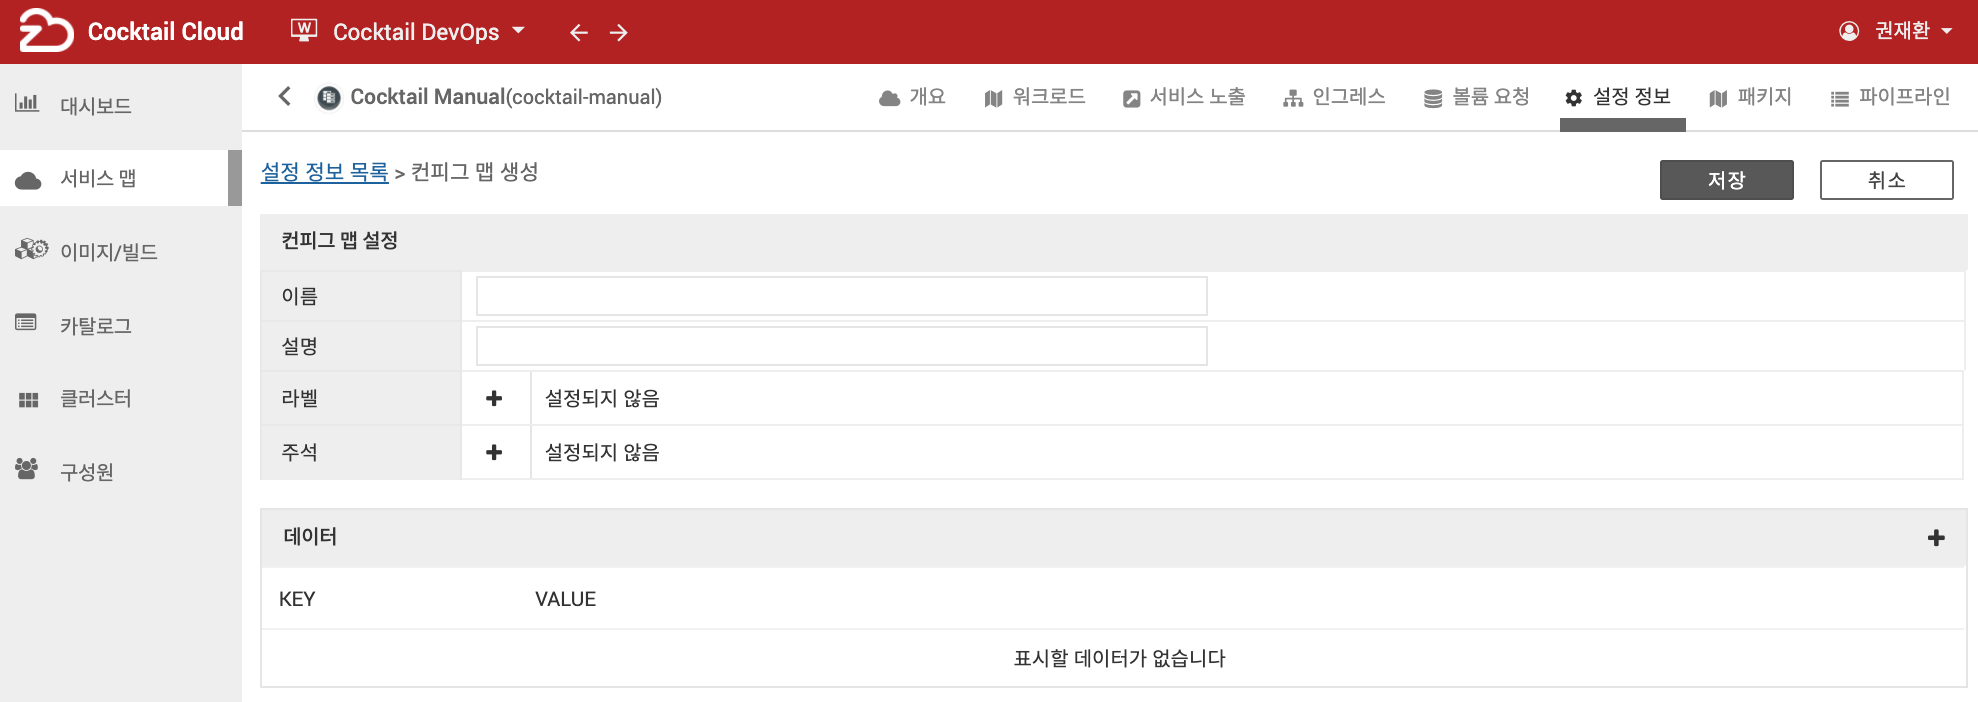 Cocktail Cloud
W Cocktail DevOps
권재환
대시보드
서비스 맵
이미지/빌드
카탈로그
클러스터
구성원
Cocktail Manual(cocktail-manual)
개요
워크로드
서비스 노출
인그레스
볼륨 요청
설정 정보
패키지
파이프라인
설정 정보 목록 > 컨피그 맵 생성
저장
취소
컨피그 맵 설정
이름
설명
라벨
설정되지 않음
주석
설정되지 않음
데이터
KEY VALUE
표시할 데이터가 없습니다